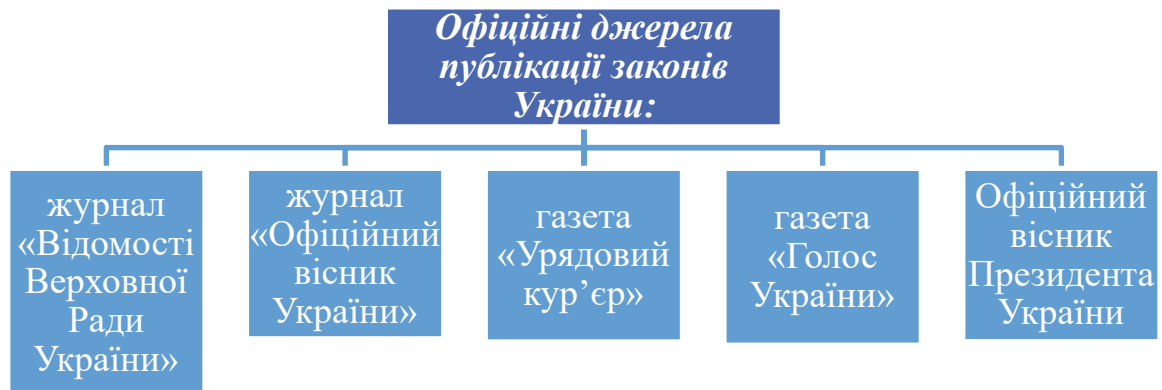 Офіційні джерела
публікації законів
України:
журнал
«Відомості
Верховної
Ради
України»
журнал
«Офіційний
вісник
України»
газета
«Урядовий
кур’єр»
газета
«Голос
України»
Офіційний
вісник
Президента
України